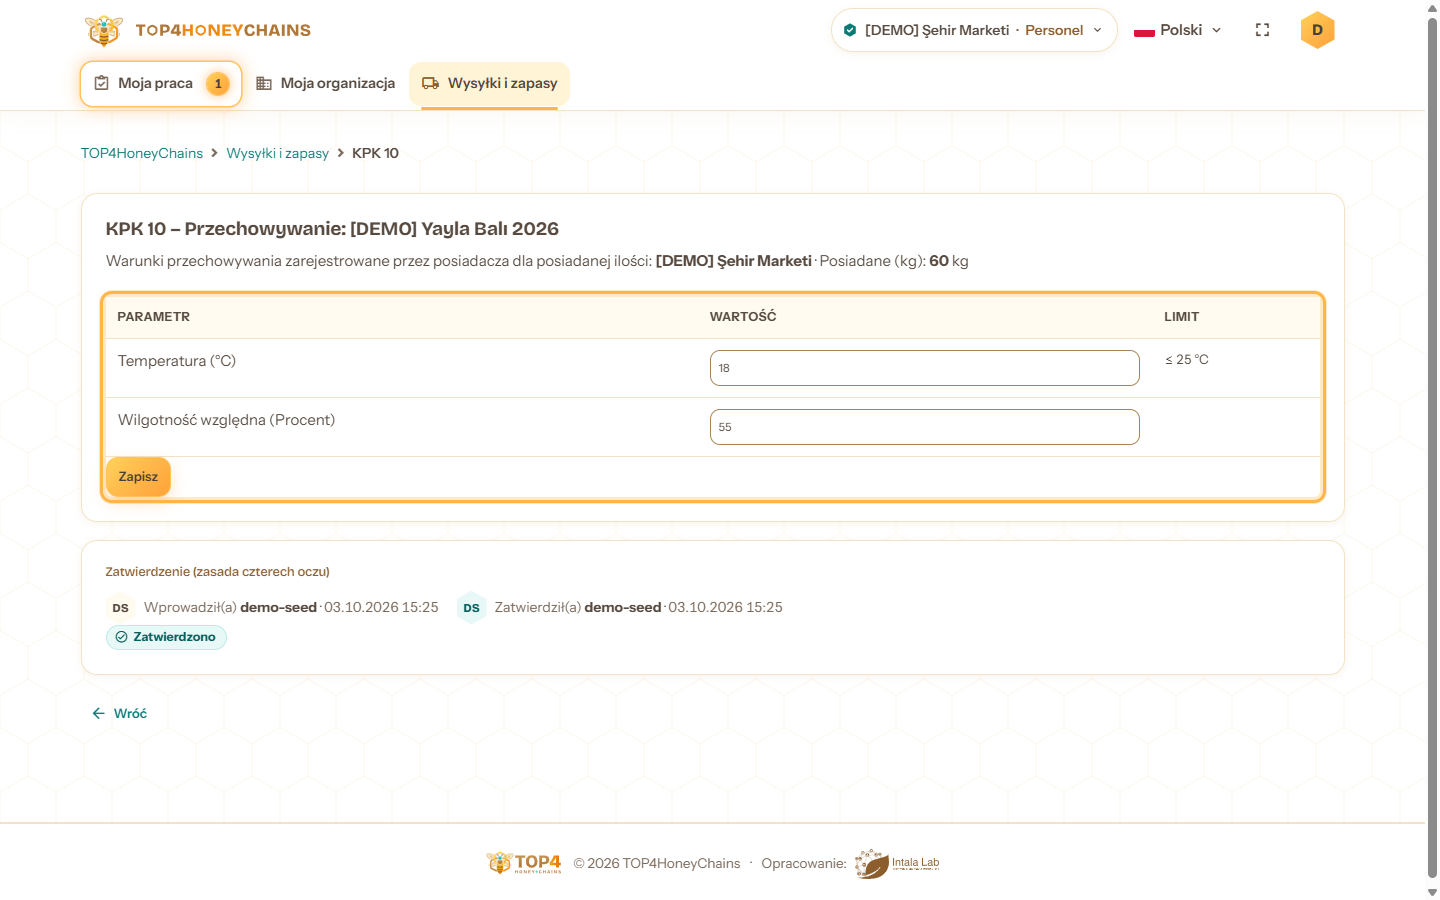 TOP4HONEYCHAINS
[DEMO] Şehir Marketi · Personel
Polski
D
Moja praca 1
Moja organizacja
Wysyłki i zapasy
TOP4HoneyChains > Wysyłki i zapasy > KPK 10
KPK 10 – Przechowywanie: [DEMO] Yayla Balı 2026
Warunki przechowywania zarejestrowane przez posiadacza dla posiadanej ilości: [DEMO] Şehir Marketi · Posiadane (kg): 60 kg
PARAMETR WARTOŚĆ LIMIT
Temperatura (°C) 18 ≤ 25 °C
Wilgotność względna (Procent) 55
Zapisz
Zatwierdzenie (zasada czterech oczu)
DS Wprowadził(a) demo-seed · 03.10.2026 15:25 DS Zatwierdził(a) demo-seed · 03.10.2026 15:25
Zatwierdzono
← Wróć
TOP4 HONEYCHAINS © 2026 TOP4HoneyChains · Opracowanie: Intala Lab